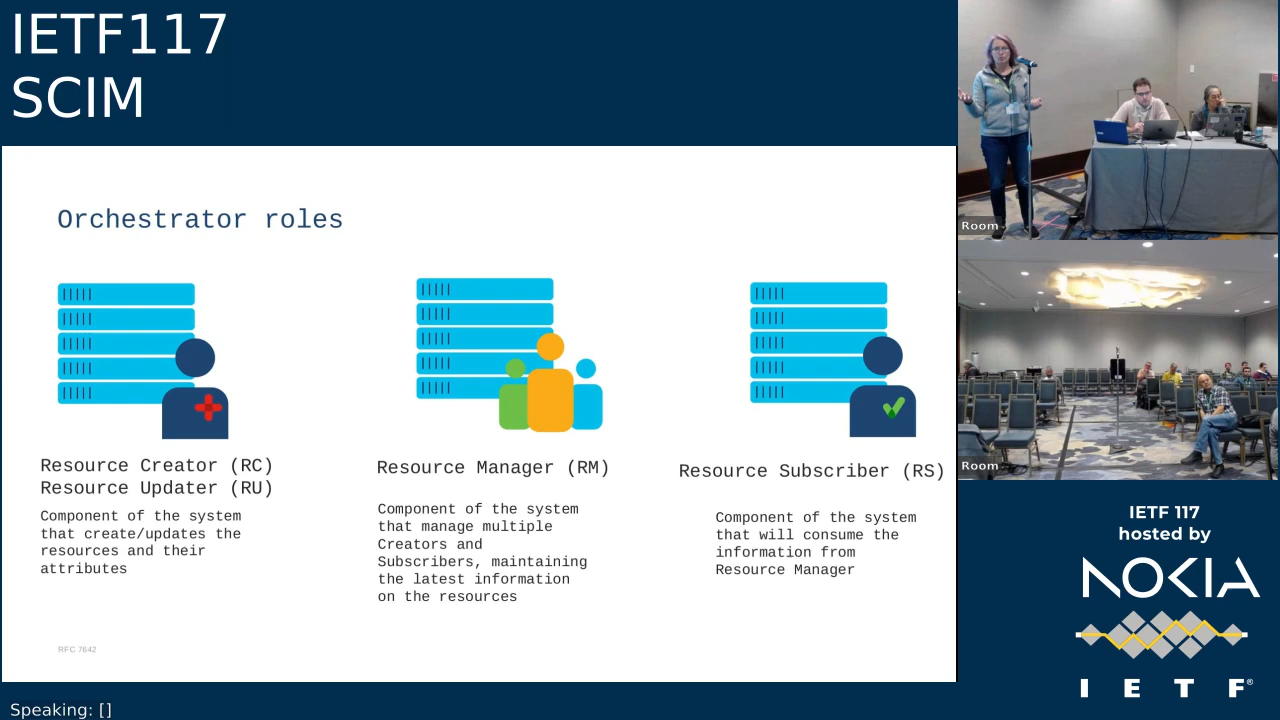 IETF117
SCIM
Orchestrator roles
Resource Creator (RC)
Resource Updater (RU)
Component of the system
that create/updates the
resources and their
attributes
Resource Manager (RM)
Component of the system
that manage multiple
Creators and
Subscribers, maintaining
the latest information
on the resources
Resource Subscriber (RS)
Component of the system
that will consume the
information from
Resource Manager
RFC 7642
Room
Room
IETF 117
hosted by
NOKIA
I E T F®
Speaking: []